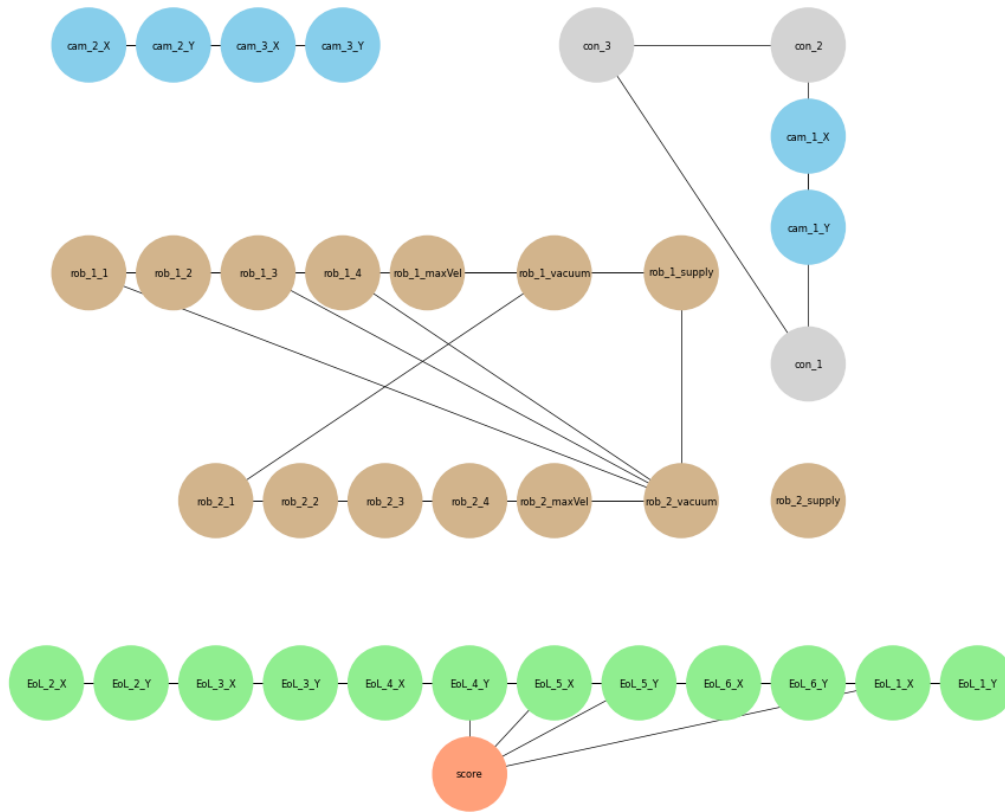 cam_2_X cam_2_Y cam_3_X cam_3_Y con_3 con_2
cam_1_X
cam_1_Y
rob_1_1 rob_1_2 rob_1_3 rob_1_4 rob_1_maxVel rob_1_vacuum rob_1_supply
con_1
rob_2_1 rob_2_2 rob_2_3 rob_2_4 rob_2_maxVel rob_2_vacuum rob_2_supply
EoL_2_X EoL_2_Y EoL_3_X EoL_3_Y EoL_4_X EoL_4_Y EoL_5_X EoL_5_Y EoL_6_X EoL_6_Y EoL_1_X EoL_1_Y
score